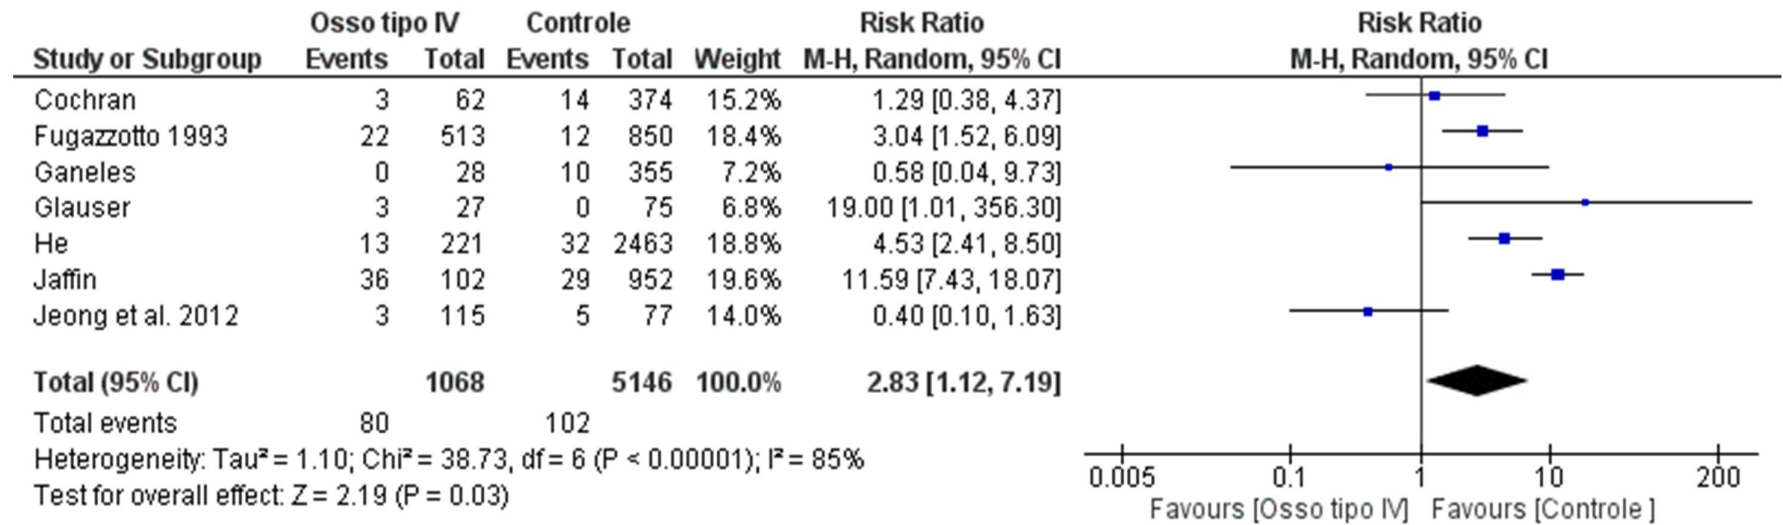 Osso tipo IV Controle Risk Ratio Risk Ratio
Study or Subgroup Events Total Events Total Weight M-H, Random, 95% CI M-H, Random, 95% CI
Cochran 3 62 14 374 15.2% 1.29 [0.38, 4.37]
Fugazzotto 1993 22 513 12 850 18.4% 3.04 [1.52, 6.09]
Ganeles 0 28 10 355 7.2% 0.58 [0.04, 9.73]
Glauser 3 27 0 75 6.8% 19.00 [1.01, 356.30]
He 13 221 32 2463 18.8% 4.53 [2.41, 8.50]
Jaffin 36 102 29 952 19.6% 11.59 [7.43, 18.07]
Jeong et al. 2012 3 115 5 77 14.0% 0.40 [0.10, 1.63]
Total (95% CI) 1068 5146 100.0% 2.83 [1.12, 7.19]
Total events 80 102
Heterogeneity: Tau² = 1.10; Chi² = 38.73, df = 6 (P < 0.00001); I² = 85%
Test for overall effect: Z = 2.19 (P = 0.03)
0.005 0.1 1 10 200
Favours [Osso tipo IV] Favours [Controle ]